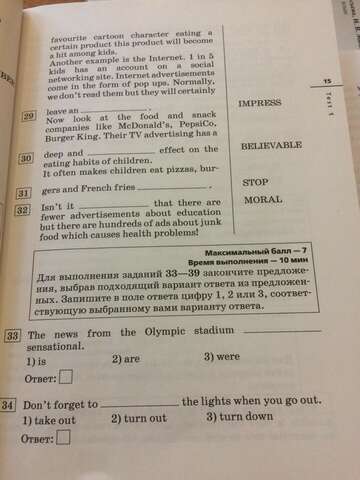 favourite cartoon character eating a
certain product this product will become
a hit among kids.
Another example is the Internet. 1 in 5
kids has an account on a social
networking site. Internet advertisements
come in the form of pop ups. Normally,
we don't read them but they will certainly
15
Test 1
29 leave an ____________ . IMPRESS
Now look at the food and snack
companies like McDonald's, PepsiCo,
Burger King. Their TV advertising has a
30 deep and ____________ effect on the BELIEVABLE
eating habits of children.
It often makes children eat pizzas, bur-
31 gers and French fries ____________ . STOP
32 Isn't it ____________ that there are MORAL
fewer advertisements about education
but there are hundreds of ads about junk
food which causes health problems!
Максимальный балл — 7
Время выполнения — 10 мин
Для выполнения заданий 33—39 закончите предложе-
ния, выбрав подходящий вариант ответа из предложен-
ных. Запишите в поле ответа цифру 1, 2 или 3, соответ-
ствующую выбранному вами варианту ответа.
33 The news from the Olympic stadium ____________
sensational.
1) is 2) are 3) were
Ответ:
34 Don't forget to ____________ the lights when you go out.
1) take out 2) turn out 3) turn down
Ответ: